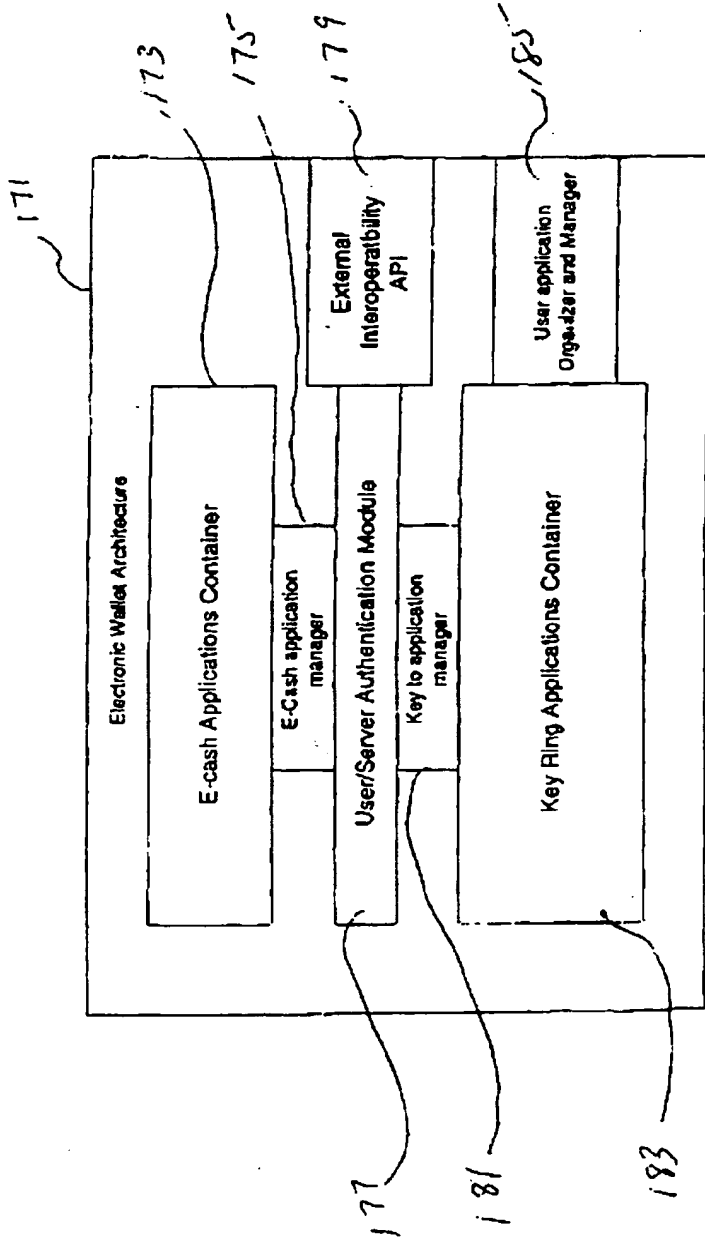 171
Electronic Wallet Architecture
173
E-cash Applications Container
175
E-Cash application
manager
179
External
Interoperatbility
API
User/Server Authentication Module
177
Key to application
manager
181
Key Ring Applications Container
183
User application
Organizer and Manager
185